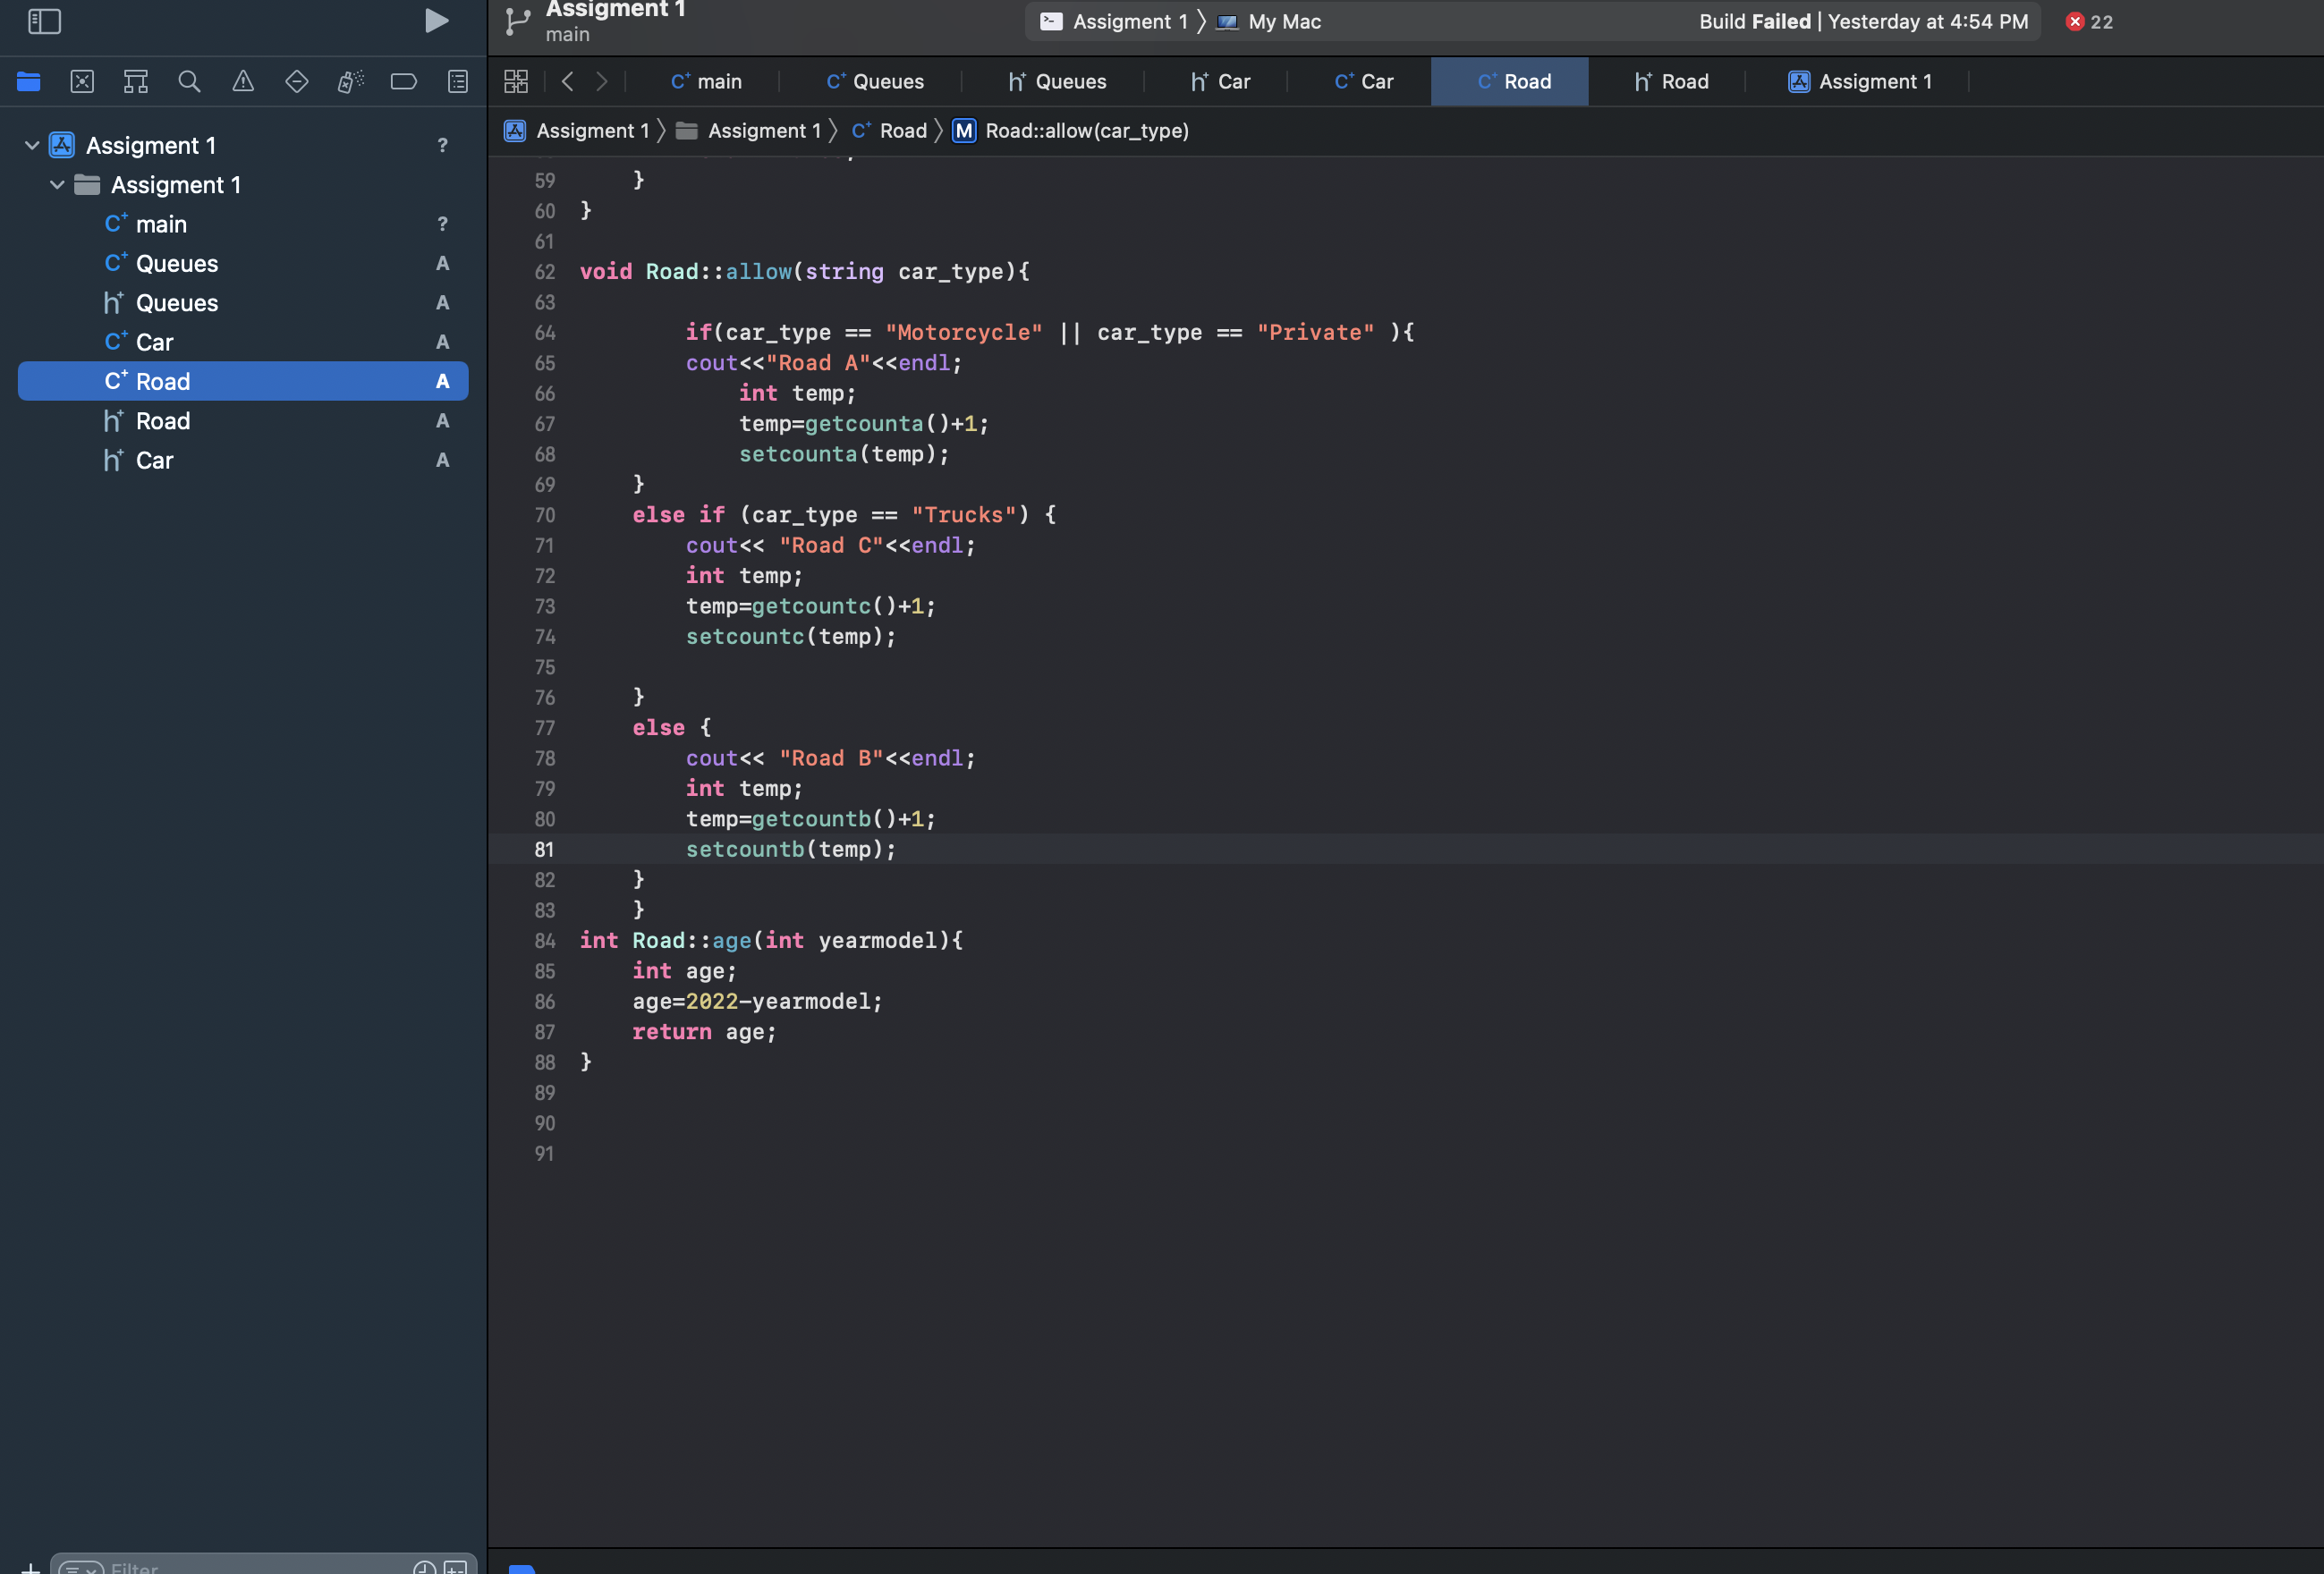 Assigment 1
main
Assigment 1 〉 My Mac
Build Failed | Yesterday at 4:54 PM
22
main
Queues
Queues
Car
Car
Road
Road
Assigment 1
Assigment 1 〉 Assigment 1 〉 Road 〉 M Road::allow(car_type)
Assigment 1 ?
Assigment 1
main ?
Queues A
Queues A
Car A
Road A
Road A
Car A
Filter
59 }
60 }
61
62 void Road::allow(string car_type){
63
64 if(car_type == "Motorcycle" || car_type == "Private" ){
65 cout<<"Road A"<<endl;
66 int temp;
67 temp=getcounta()+1;
68 setcounta(temp);
69 }
70 else if (car_type == "Trucks") {
71 cout<< "Road C"<<endl;
72 int temp;
73 temp=getcountc()+1;
74 setcountc(temp);
75
76 }
77 else {
78 cout<< "Road B"<<endl;
79 int temp;
80 temp=getcountb()+1;
81 setcountb(temp);
82 }
83 }
84 int Road::age(int yearmodel){
85 int age;
86 age=2022-yearmodel;
87 return age;
88 }
89
90
91